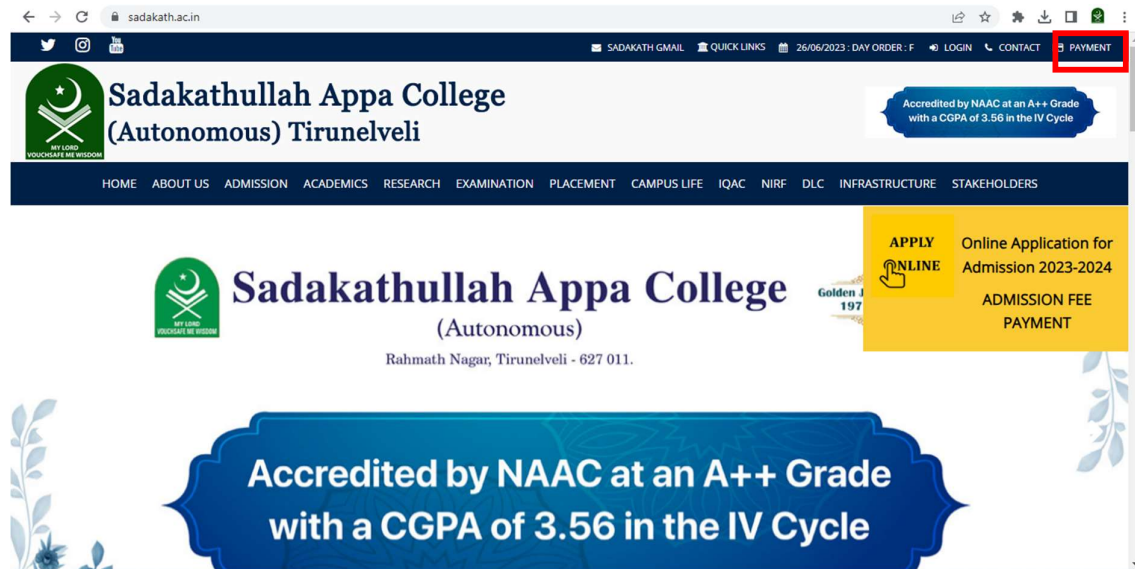 sadakath.ac.in
You
Tube
SADAKATH GMAIL QUICK LINKS 26/06/2023 : DAY ORDER : F LOGIN CONTACT PAYMENT
Sadakathullah Appa College
(Autonomous) Tirunelveli
MY LORD
VOUCHSAFE ME WISDOM
Accredited by NAAC at an A++ Grade
with a CGPA of 3.56 in the IV Cycle
HOME ABOUT US ADMISSION ACADEMICS RESEARCH EXAMINATION PLACEMENT CAMPUS LIFE IQAC NIRF DLC INFRASTRUCTURE STAKEHOLDERS
APPLY
ONLINE
Online Application for
Admission 2023-2024
ADMISSION FEE
PAYMENT
MY LORD
VOUCHSAFE ME WISDOM
Sadakathullah Appa College
(Autonomous)
Rahmath Nagar, Tirunelveli - 627 011.
Golden J
197
Accredited by NAAC at an A++ Grade
with a CGPA of 3.56 in the IV Cycle